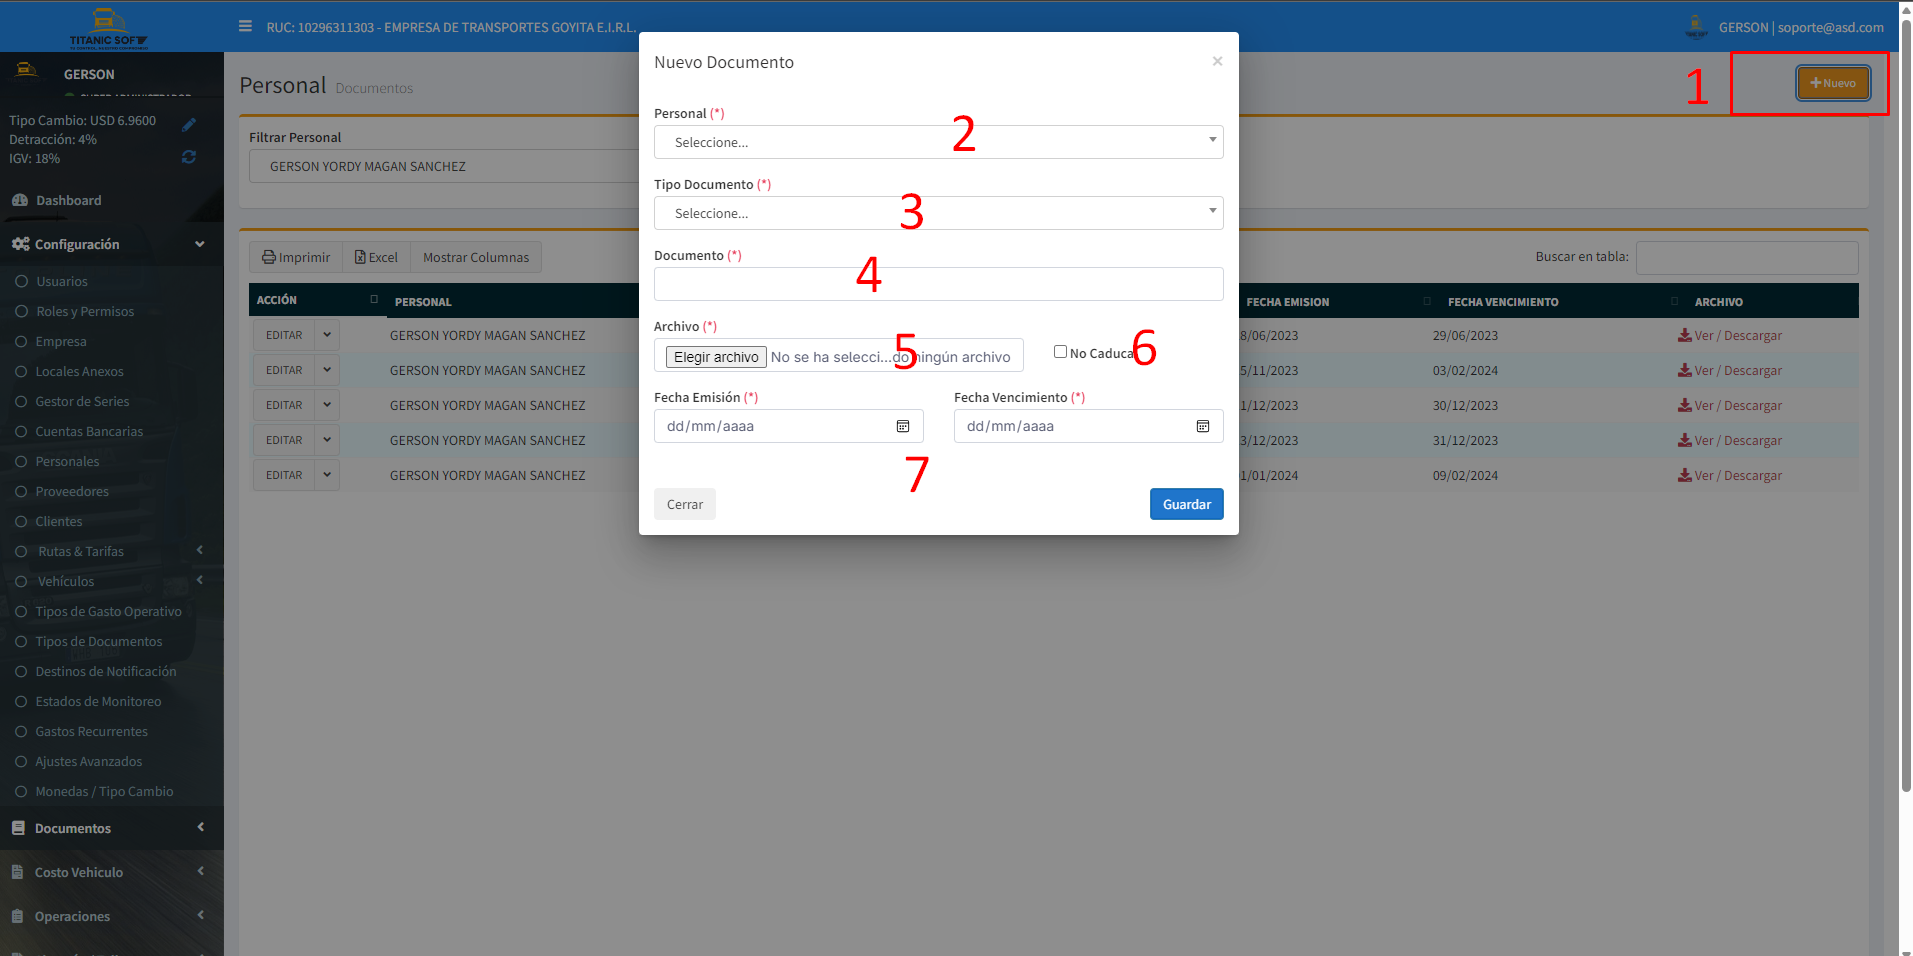 TITANIC SOFT
RUC: 10296311303 - EMPRESA DE TRANSPORTES GOYITA E.I.R.L.
GERSON | soporte@asd.com
GERSON
SUPER ADMINISTRADOR
Tipo Cambio: USD 6.9600
Detracción: 4%
IGV: 18%
Dashboard
Configuración
Usuarios
Roles y Permisos
Empresa
Locales Anexos
Gestor de Series
Cuentas Bancarias
Personales
Proveedores
Clientes
Rutas & Tarifas
Vehículos
Tipos de Gasto Operativo
Tipos de Documentos
Destinos de Notificación
Estados de Monitoreo
Gastos Recurrentes
Ajustes Avanzados
Monedas / Tipo Cambio
Documentos
Costo Vehiculo
Operaciones
Personal Documentos
1
Nuevo
Filtrar Personal
GERSON YORDY MAGAN SANCHEZ
Imprimir Excel Mostrar Columnas
Buscar en tabla:
ACCIÓN PERSONAL FECHA EMISION FECHA VENCIMIENTO ARCHIVO
EDITAR GERSON YORDY MAGAN SANCHEZ 8/06/2023 29/06/2023 Ver / Descargar
EDITAR GERSON YORDY MAGAN SANCHEZ 5/11/2023 03/02/2024 Ver / Descargar
EDITAR GERSON YORDY MAGAN SANCHEZ 1/12/2023 30/12/2023 Ver / Descargar
EDITAR GERSON YORDY MAGAN SANCHEZ 3/12/2023 31/12/2023 Ver / Descargar
EDITAR GERSON YORDY MAGAN SANCHEZ 1/01/2024 09/02/2024 Ver / Descargar
Nuevo Documento ×
Personal (*)
Seleccione... 2
Tipo Documento (*)
Seleccione... 3
Documento (*)
4
Archivo (*)
Elegir archivo No se ha selecci...do ningún archivo 5
No Caduca 6
Fecha Emisión (*) Fecha Vencimiento (*)
dd/mm/aaaa dd/mm/aaaa
7
Cerrar Guardar